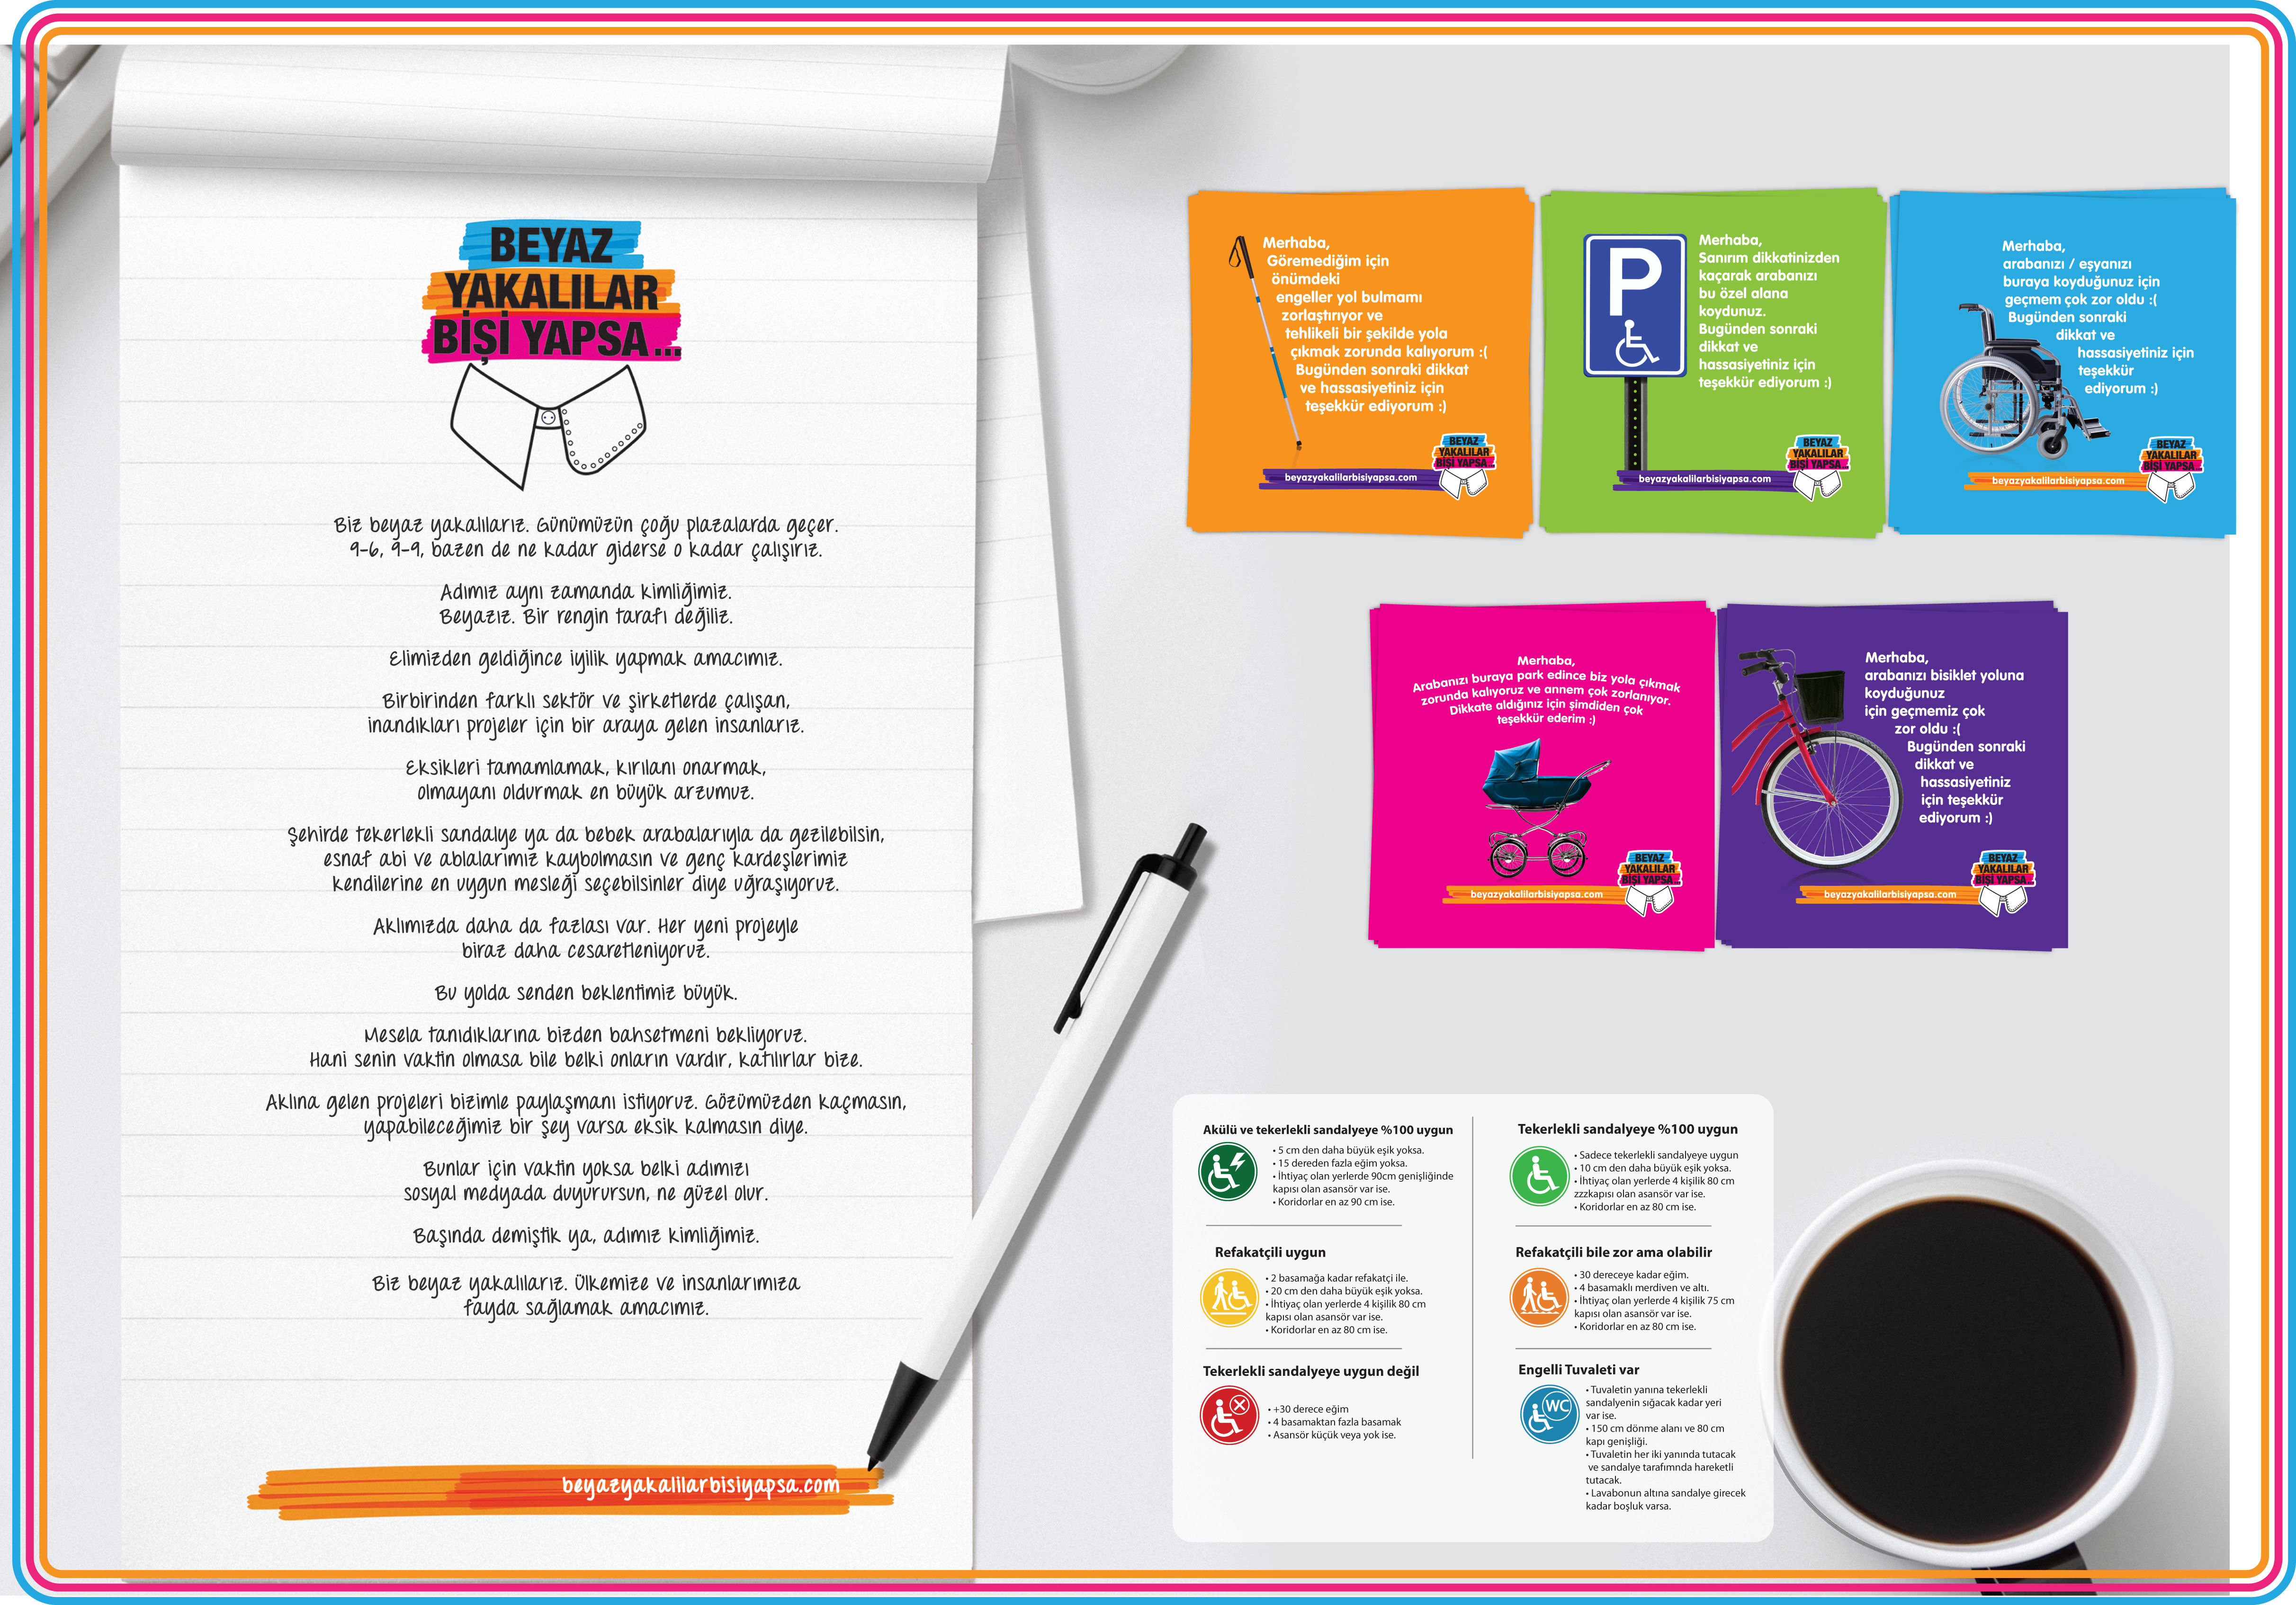 BEYAZ
YAKALILAR
BİŞİ YAPSA...
Biz beyaz yakalılarız. Günümüzün çoğu plazalarda geçer.
9-6, 9-9, bazen de ne kadar giderse o kadar çalışırız.
Adımız aynı zamanda kimliğimiz.
Beyazız. Bir rengin tarafı değiliz.
Elimizden geldiğince iyilik yapmak amacımız.
Birbirinden farklı sektör ve şirketlerde çalışan,
inandıkları projeler için bir araya gelen insanlarız.
Eksikleri tamamlamak, kırılanı onarmak,
olmayanı oldurmak en büyük arzumuz.
Şehirde tekerlekli sandalye ya da bebek arabalarıyla da gezilebilsin,
esnaf abi ve ablalarımız kaybolmasın ve genç kardeşlerimiz
kendilerine en uygun mesleği seçebilsinler diye uğraşıyoruz.
Aklımızda daha da fazlası var. Her yeni projeyle
biraz daha cesaretleniyoruz.
Bu yolda senden beklentimiz büyük.
Mesela tanıdıklarına bizden bahsetmeni bekliyoruz.
Hani senin vaktin olmasa bile belki onların vardır, katılırlar bize.
Aklına gelen projeleri bizimle paylaşmanı istiyoruz. Gözümüzden kaçmasın,
yapabileceğimiz bir şey varsa eksik kalmasın diye.
Bunlar için vaktin yoksa belki adımızı
sosyal medyada duyurursun, ne güzel olur.
Başında demiştik ya, adımız kimliğimiz.
Biz beyaz yakalılarız. Ülkemize ve insanlarımıza
fayda sağlamak amacımız.
beyazyakalilarbisiyapsa.com
Merhaba,
Göremediğim için
önümdeki
engeller yol bulmamı
zorlaştırıyor ve
tehlikeli bir şekilde yola
çıkmak zorunda kalıyorum :(
Bugünden sonraki dikkat
ve hassasiyetiniz için
teşekkür ediyorum :)
BEYAZ
YAKALILAR
BİŞİ YAPSA...
beyazyakalilarbisiyapsa.com
P
Merhaba,
Sanırım dikkatinizden
kaçarak arabanızı
bu özel alana
koydunuz.
Bugünden sonraki
dikkat ve
hassasiyetiniz için
teşekkür ediyorum :)
BEYAZ
YAKALILAR
BİŞİ YAPSA...
beyazyakalilarbisiyapsa.com
Merhaba,
arabanızı / eşyanızı
buraya koyduğunuz için
geçmem çok zor oldu :(
Bugünden sonraki
dikkat ve
hassasiyetiniz için
teşekkür
ediyorum :)
BEYAZ
YAKALILAR
BİŞİ YAPSA...
beyazyakalilarbisiyapsa.com
Merhaba,
Arabanızı buraya park edince biz yola çıkmak
zorunda kalıyoruz ve annem çok zorlanıyor.
Dikkate aldığınız için şimdiden çok
teşekkür ederim :)
BEYAZ
YAKALILAR
BİŞİ YAPSA...
beyazyakalilarbisiyapsa.com
Merhaba,
arabanızı bisiklet yoluna
koyduğunuz
için geçmemiz çok
zor oldu :(
Bugünden sonraki
dikkat ve
hassasiyetiniz
için teşekkür
ediyorum :)
BEYAZ
YAKALILAR
BİŞİ YAPSA...
beyazyakalilarbisiyapsa.com
Akülü ve tekerlekli sandalyeye %100 uygun
• 5 cm den daha büyük eşik yoksa.
• 15 dereden fazla eğim yoksa.
• İhtiyaç olan yerlerde 90cm genişliğinde
kapısı olan asansör var ise.
• Koridorlar en az 90 cm ise.
Tekerlekli sandalyeye %100 uygun
• Sadece tekerlekli sandalyeye uygun
• 10 cm den daha büyük eşik yoksa.
• İhtiyaç olan yerlerde 4 kişilik 80 cm
zzzkapısı olan asansör var ise.
• Koridorlar en az 80 cm ise.
Refakatçili uygun
• 2 basamağa kadar refakatçi ile.
• 20 cm den daha büyük eşik yoksa.
• İhtiyaç olan yerlerde 4 kişilik 80 cm
kapısı olan asansör var ise.
• Koridorlar en az 80 cm ise.
Refakatçili bile zor ama olabilir
• 30 dereceye kadar eğim.
• 4 basamaklı merdiven ve altı.
• İhtiyaç olan yerlerde 4 kişilik 75 cm
kapısı olan asansör var ise.
• Koridorlar en az 80 cm ise.
Tekerlekli sandalyeye uygun değil
• +30 derece eğim
• 4 basamaktan fazla basamak
• Asansör küçük veya yok ise.
Engelli Tuvaleti var
WC
• Tuvaletin yanına tekerlekli
sandalyenin sığacak kadar yeri
var ise.
• 150 cm dönme alanı ve 80 cm
kapı genişliği.
• Tuvaletin her iki yanında tutacak
ve sandalye tarafımnda hareketli
tutacak.
• Lavabonun altına sandalye girecek
kadar boşluk varsa.